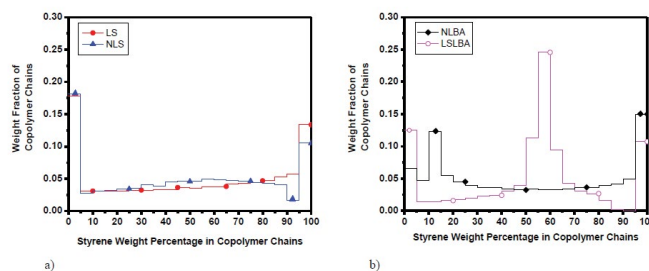 0.30
0.25
0.20
0.15
0.10
0.05
0.00
Weight Fraction of
Copolymer Chains
LS
NLS
0 10 20 30 40 50 60 70 80 90 100
Styrene Weight Percentage in Copolymer Chains
a)
0.30
0.25
0.20
0.15
0.10
0.05
0.00
Weight Fraction of
Copolymer Chains
NLBA
LSLBA
0 10 20 30 40 50 60 70 80 90 100
Styrene Weight Percentage in Copolymer Chains
b)